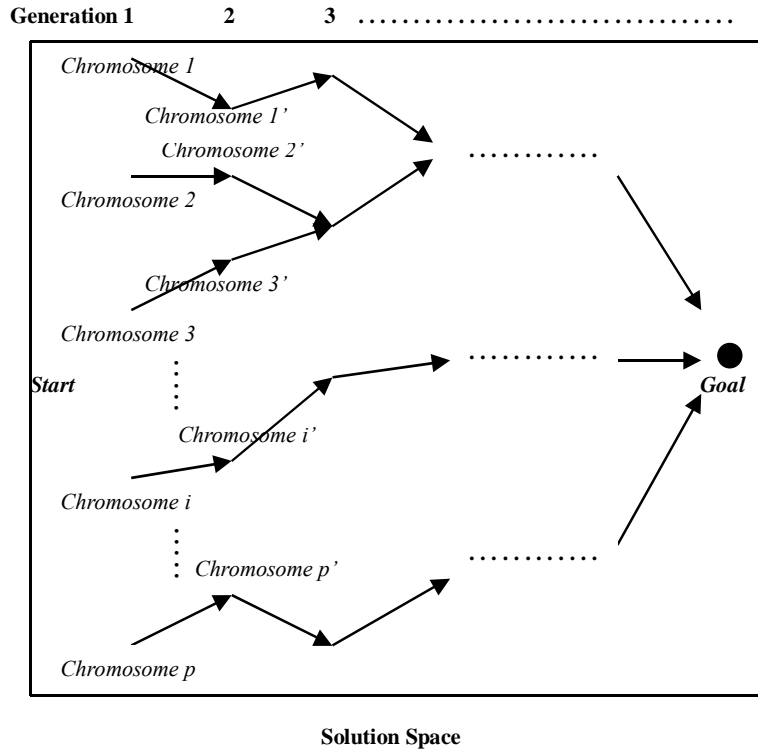 Generation 1 2 3 ....................................
Chromosome 1
Chromosome 1’
Chromosome 2’
............
Chromosome 2
Chromosome 3’
Chromosome 3
............
Start
Goal
Chromosome i’
Chromosome i
............
Chromosome p’
Chromosome p
Solution Space